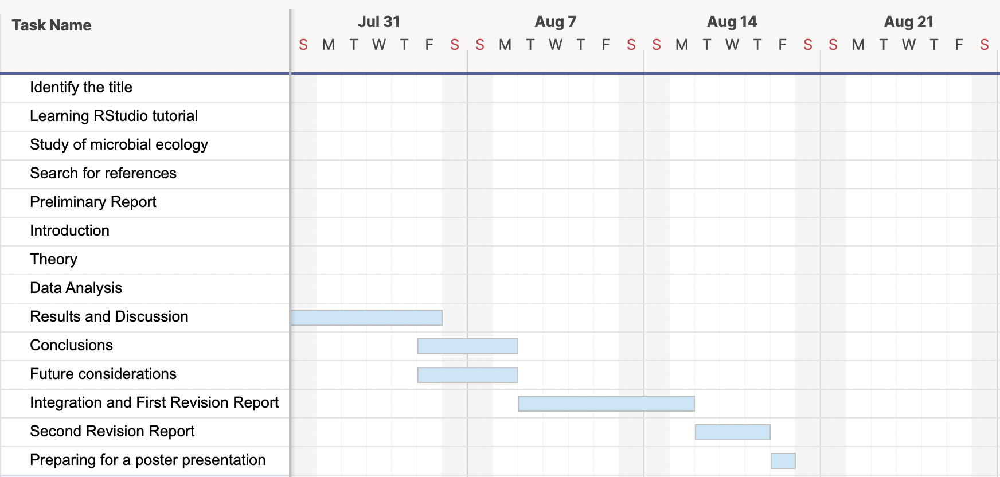 Task Name
Jul 31 Aug 7 Aug 14 Aug 21
S M T W T F S S M T W T F S S M T W T F S S M T W T F S
Identify the title
Learning RStudio tutorial
Study of microbial ecology
Search for references
Preliminary Report
Introduction
Theory
Data Analysis
Results and Discussion
Conclusions
Future considerations
Integration and First Revision Report
Second Revision Report
Preparing for a poster presentation